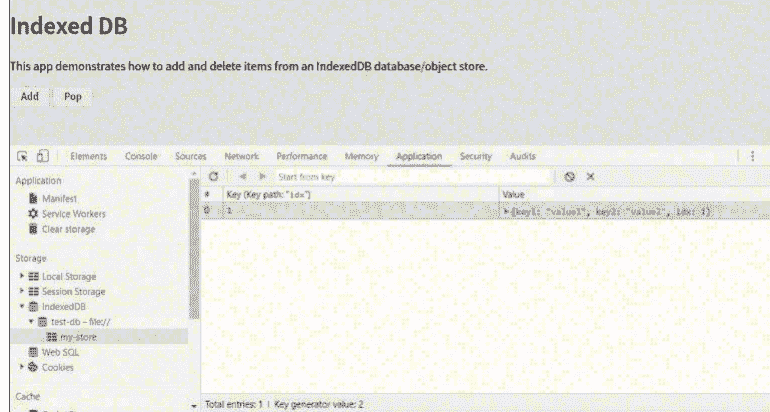 Indexed DB
This app demonstrates how to add and delete items from an IndexedDB database/object store.
Add Pop
Elements Console Sources Network Performance Memory Application Security Audits
Start from key
Application
Manifest
Service Workers
Clear storage
Storage
Local Storage
Session Storage
IndexedDB
test-db – file://
my-store
Web SQL
Cookies
Cache
# Key (Key path: "idx") Value
0 1 {key1: "value1", key2: "value2", idx: 1}
Total entries: 1 | Key generator value: 2